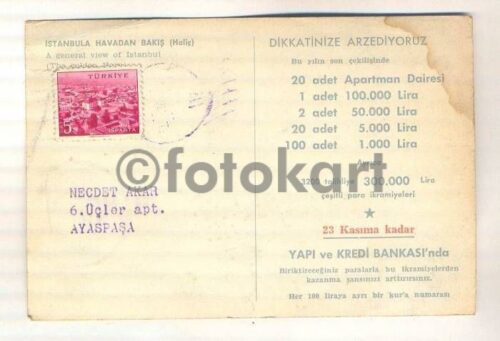 İSTANBULA HAVADAN BAKIŞ (Haliç)
A general view of Istanbul
(The golden
TÜRKİYE
5
ISPARTA
NECDET AKAR
6.Üçler apt.
AYASPAŞA
DİKKATİNİZE ARZEDİYORUZ
Bu yılın son çekilişinde
20 adet Apartman Dairesi
1 adet 100.000 Lira
2 adet 50.000 Lira
20 adet 5.000 Lira
100 adet 1.000 Lira
3200 talihliye 300.000 Lira
çeşitli para ikramiyeleri
★
23 Kasıma kadar
YAPI ve KREDİ BANKASI'nda
Biriktireceğiniz paralarla bu ikramiyelerden
kazanma şansınızı arttırırsınız.
Her 100 liraya ayrı bir kur'a numarası
©fotokart